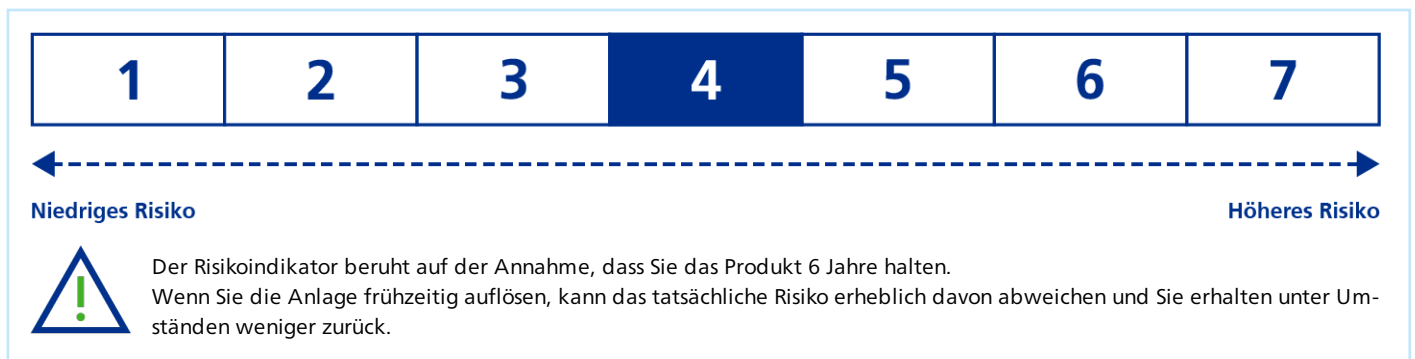 1 2 3 4 5 6 7
Niedriges Risiko Höheres Risiko
Der Risikoindikator beruht auf der Annahme, dass Sie das Produkt 6 Jahre halten.
Wenn Sie die Anlage frühzeitig auflösen, kann das tatsächliche Risiko erheblich davon abweichen und Sie erhalten unter Um-
ständen weniger zurück.